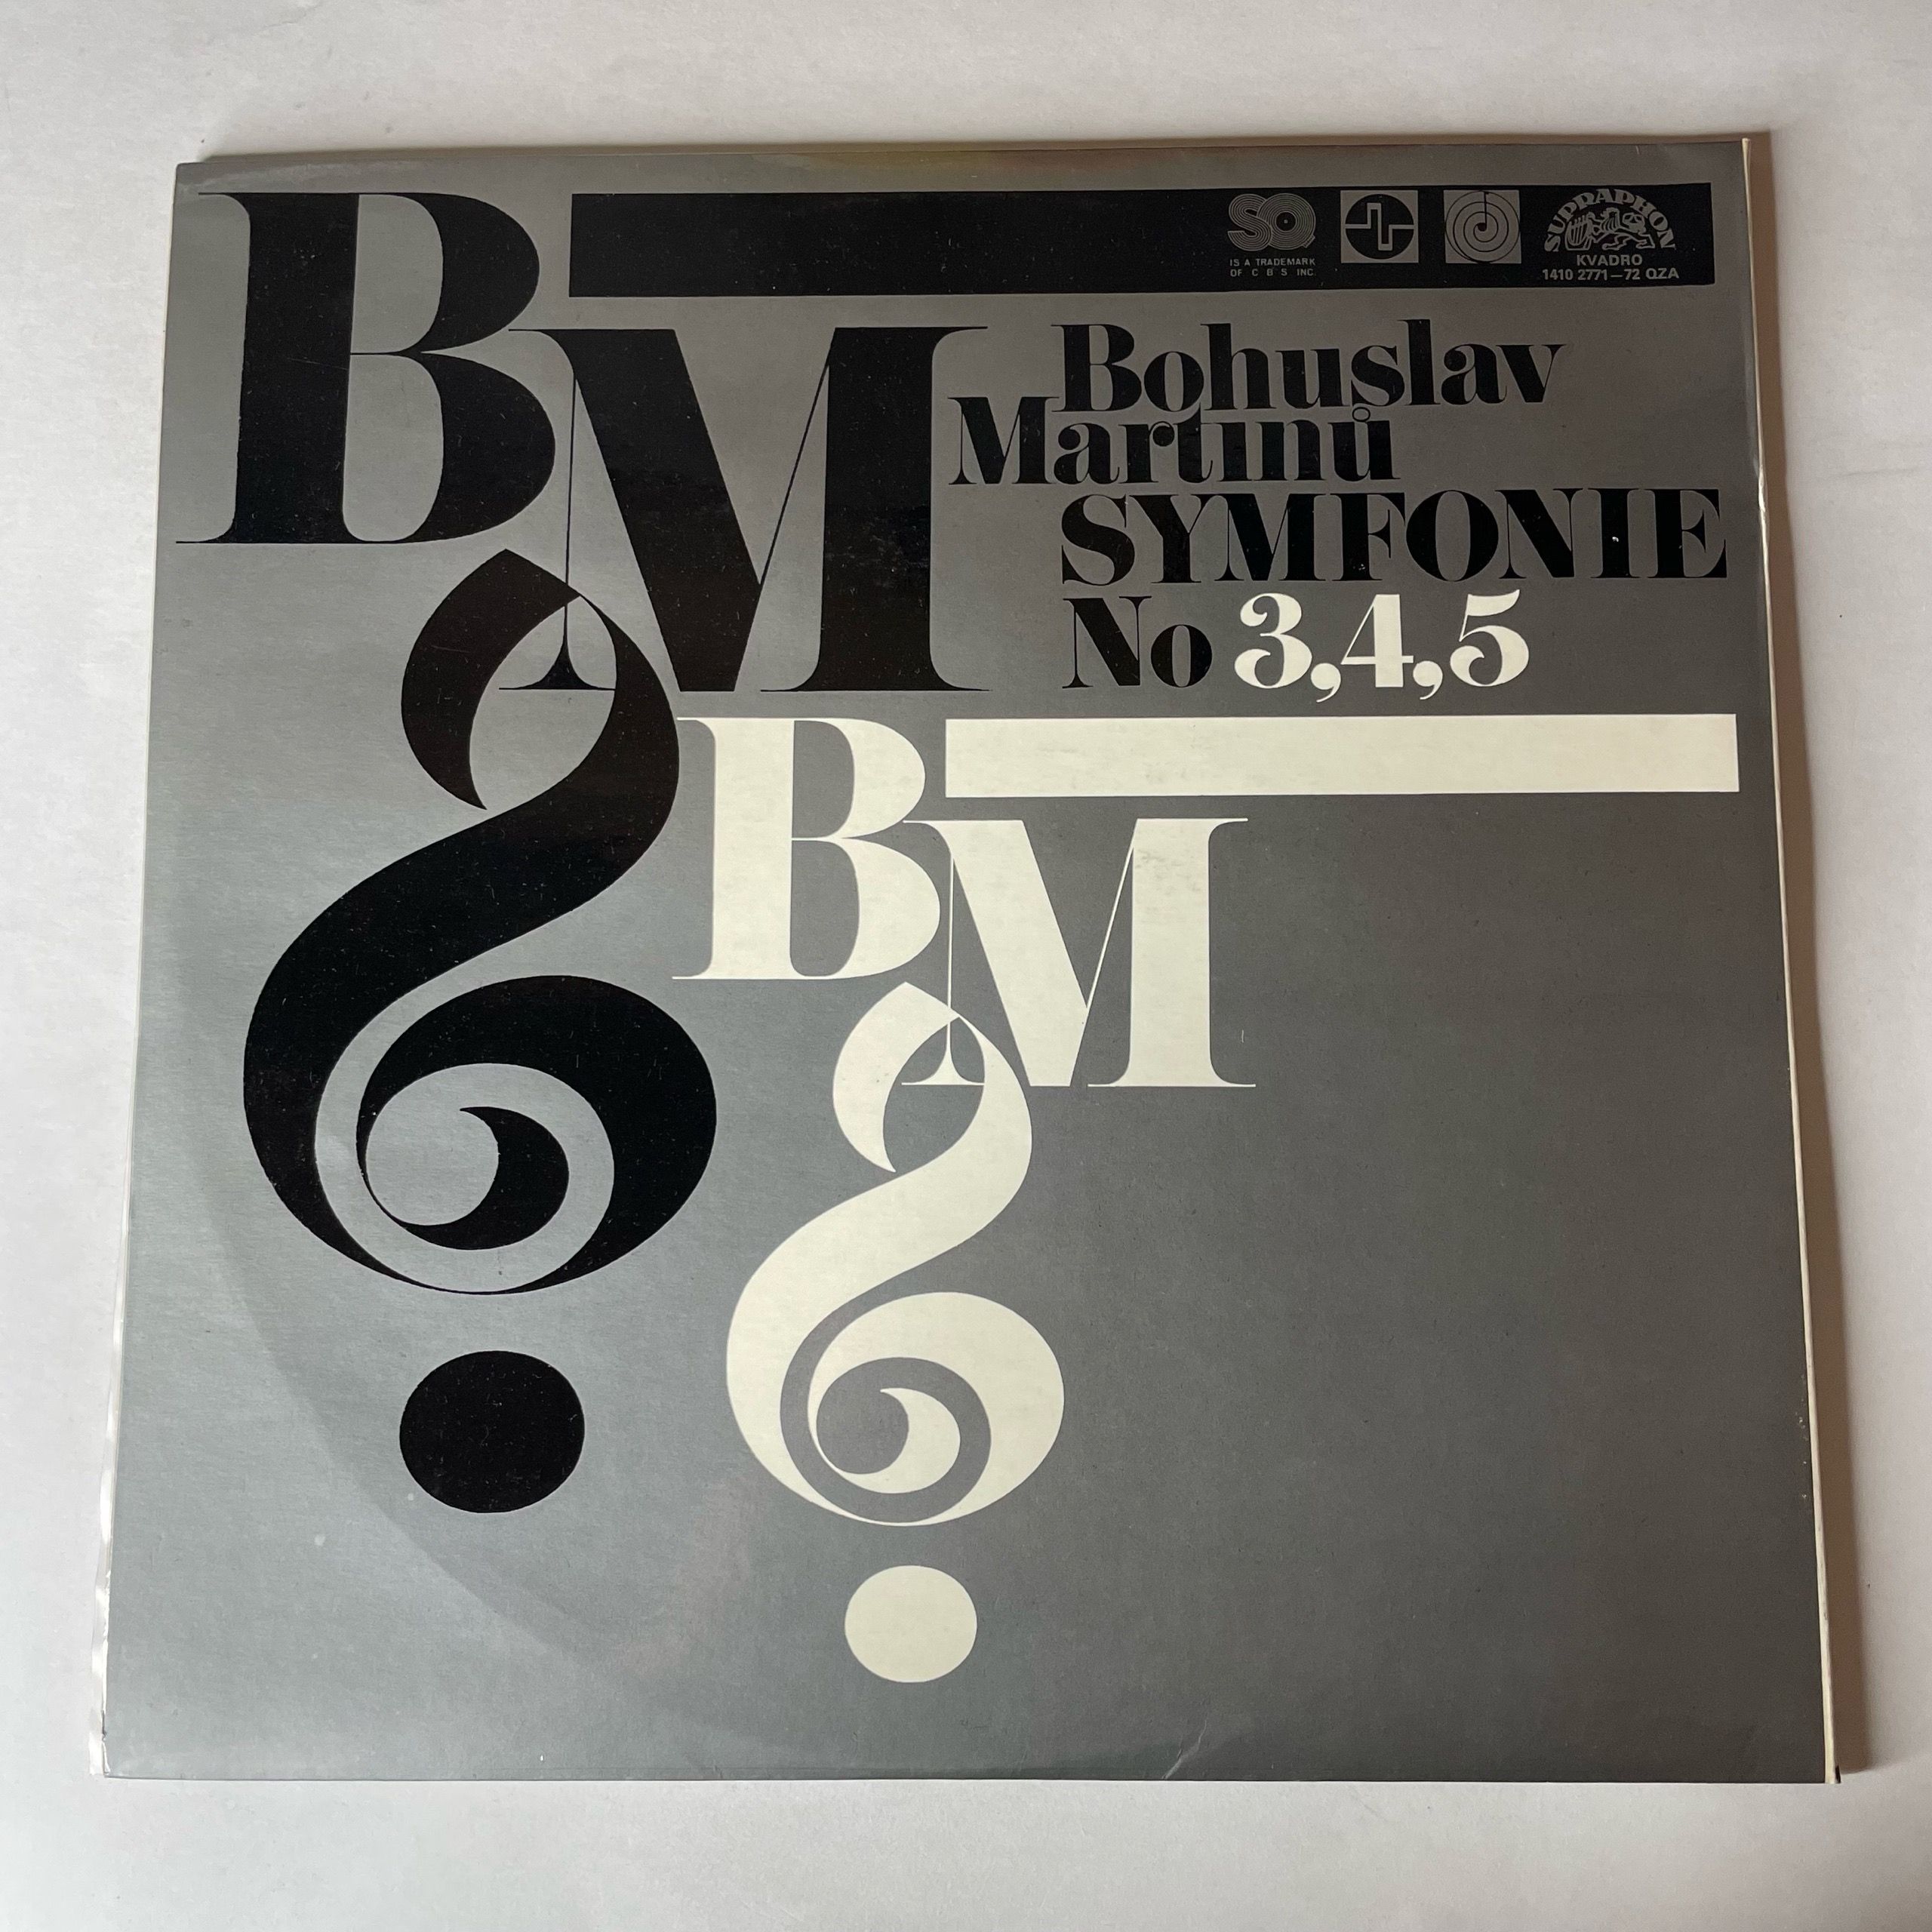 BM
SQ
IS A TRADEMARK
OF C B S INC.
SUPRAPHON
KVADRO
1410 2771—72 QZA
Bohuslav
Martinů
SYMFONIE
No 3,4,5
BM